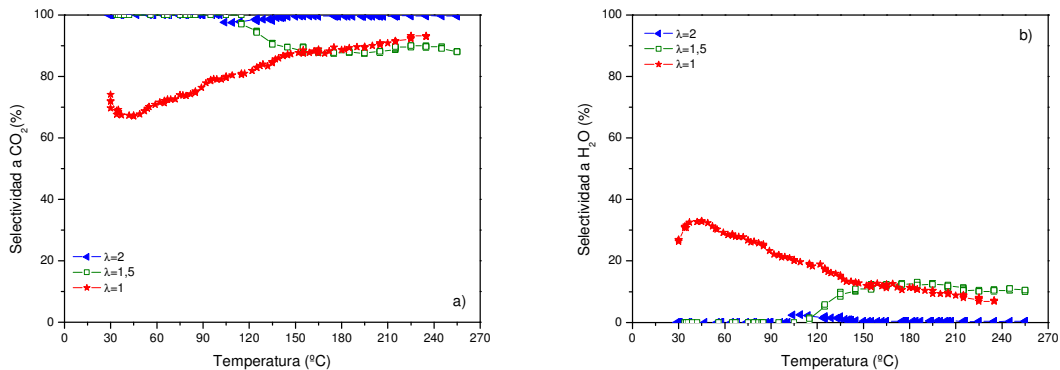 100
80
60
40
20
0
Selectividad a CO2(%)
λ=2
λ=1,5
λ=1
a)
0 30 60 90 120 150 180 210 240 270
Temperatura (ºC)
100
80
60
40
20
0
Selectividad a H2O (%)
b)
λ=2
λ=1,5
λ=1
0 30 60 90 120 150 180 210 240 270
Temperatura (ºC)